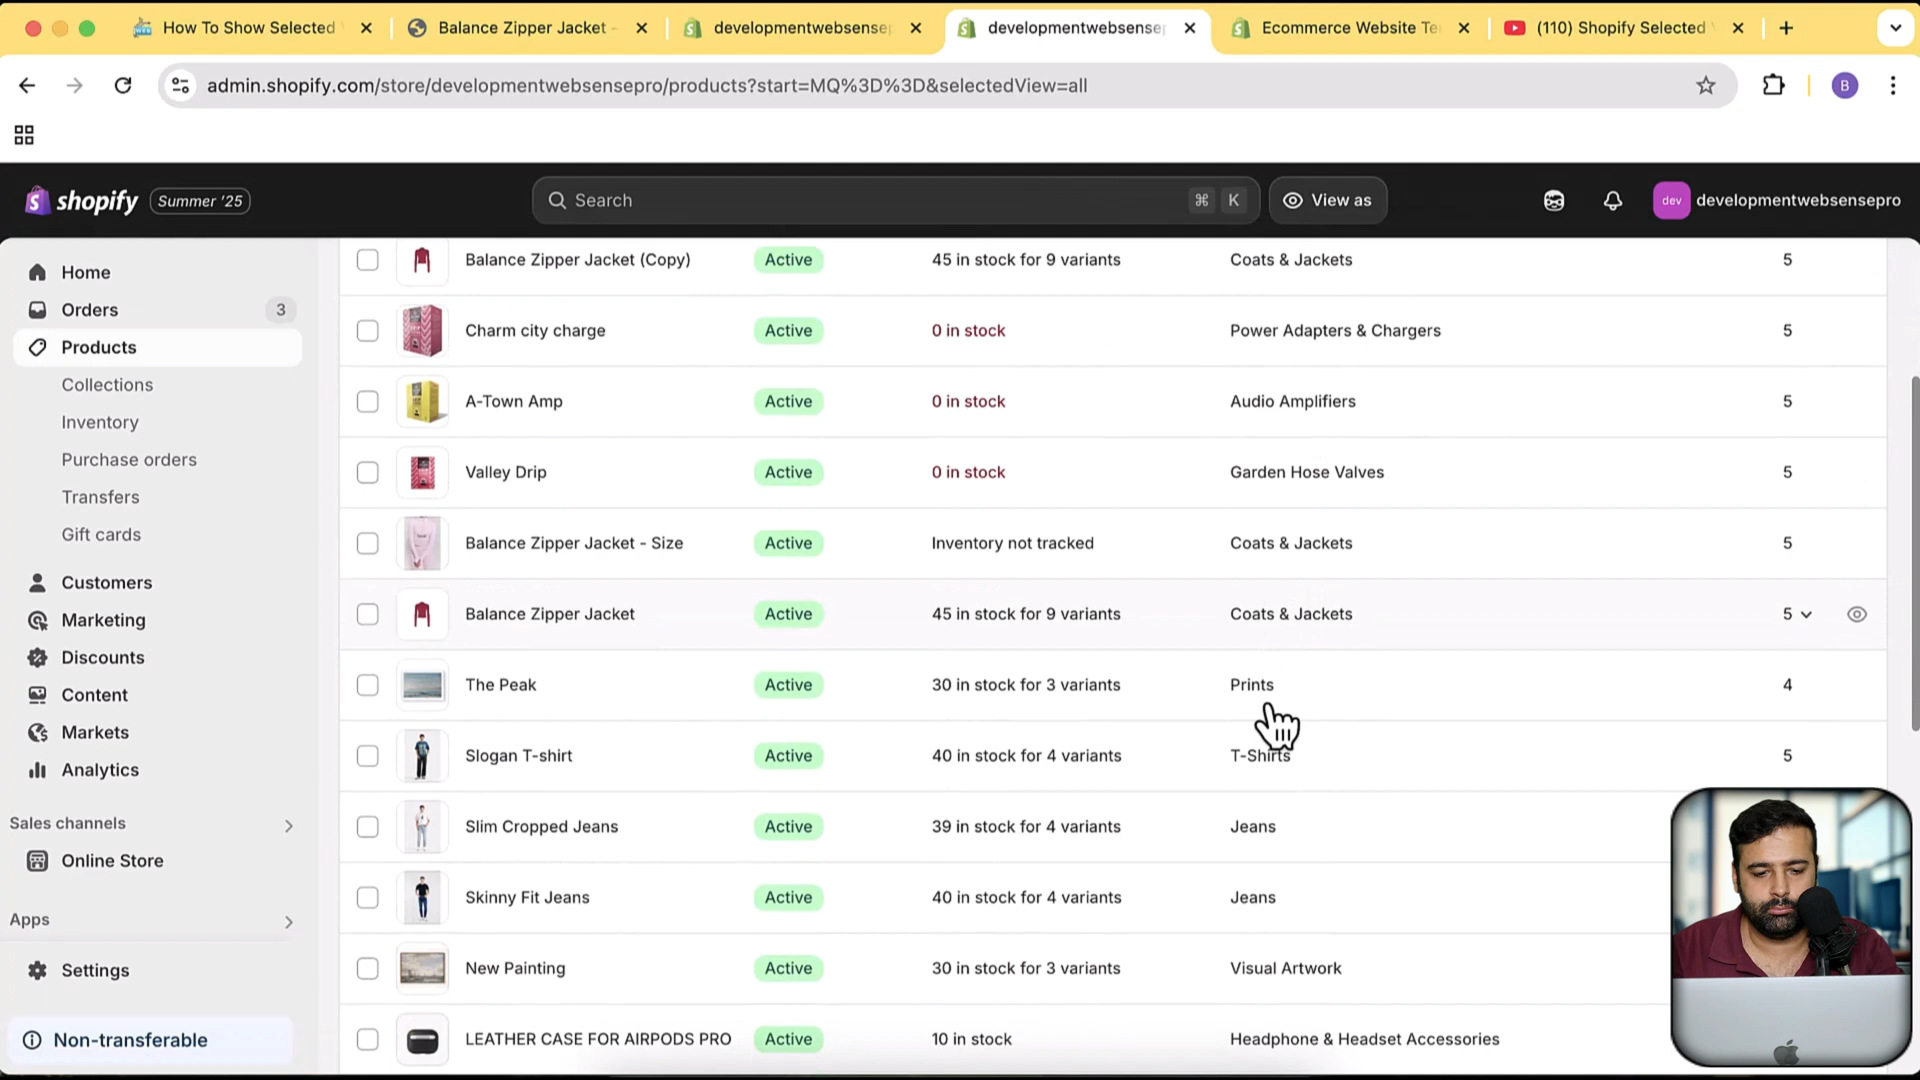 How To Show Selected
Balance Zipper Jacket -
developmentwebsensep
developmentwebsensep
Ecommerce Website Te
(110) Shopify Selected
admin.shopify.com/store/developmentwebsensepro/products?start=MQ%3D%3D&selectedView=all
B
shopify
Summer '25
Search
⌘ K
View as
dev
developmentwebsensepro
Home
Orders
3
Products
Collections
Inventory
Purchase orders
Transfers
Gift cards
Customers
Marketing
Discounts
Content
Markets
Analytics
Sales channels
Online Store
Apps
Settings
Non-transferable
Balance Zipper Jacket (Copy) Active 45 in stock for 9 variants Coats & Jackets 5
Charm city charge Active 0 in stock Power Adapters & Chargers 5
A-Town Amp Active 0 in stock Audio Amplifiers 5
Valley Drip Active 0 in stock Garden Hose Valves 5
Balance Zipper Jacket - Size Active Inventory not tracked Coats & Jackets 5
Balance Zipper Jacket Active 45 in stock for 9 variants Coats & Jackets 5
The Peak Active 30 in stock for 3 variants Prints 4
Slogan T-shirt Active 40 in stock for 4 variants T-Shirts 5
Slim Cropped Jeans Active 39 in stock for 4 variants Jeans
Skinny Fit Jeans Active 40 in stock for 4 variants Jeans
New Painting Active 30 in stock for 3 variants Visual Artwork
LEATHER CASE FOR AIRPODS PRO Active 10 in stock Headphone & Headset Accessories